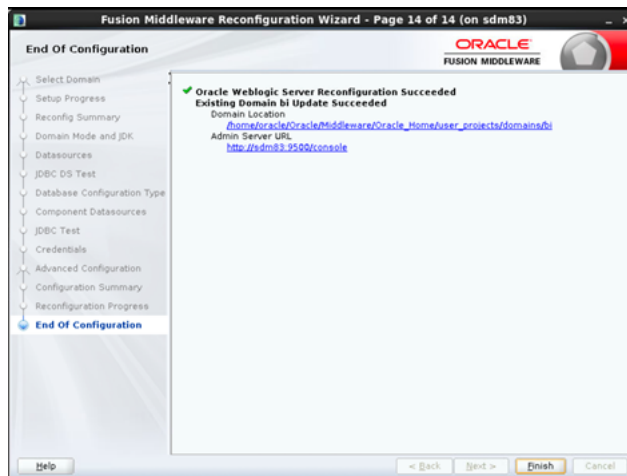 Fusion Middleware Reconfiguration Wizard - Page 14 of 14 (on sdm83)
End Of Configuration
ORACLE
FUSION MIDDLEWARE
Select Domain
Setup Progress
Reconfig Summary
Domain Mode and JDK
Datasources
JDBC DS Test
Database Configuration Type
Component Datasources
JDBC Test
Credentials
Advanced Configuration
Configuration Summary
Reconfiguration Progress
End Of Configuration
Oracle Weblogic Server Reconfiguration Succeeded
Existing Domain bi Update Succeeded
Domain Location
/home/oracle/Oracle/Middleware/Oracle_Home/user_projects/domains/bi
Admin Server URL
http://sdm83:9500/console
Help
< Back
Next >
Finish
Cancel